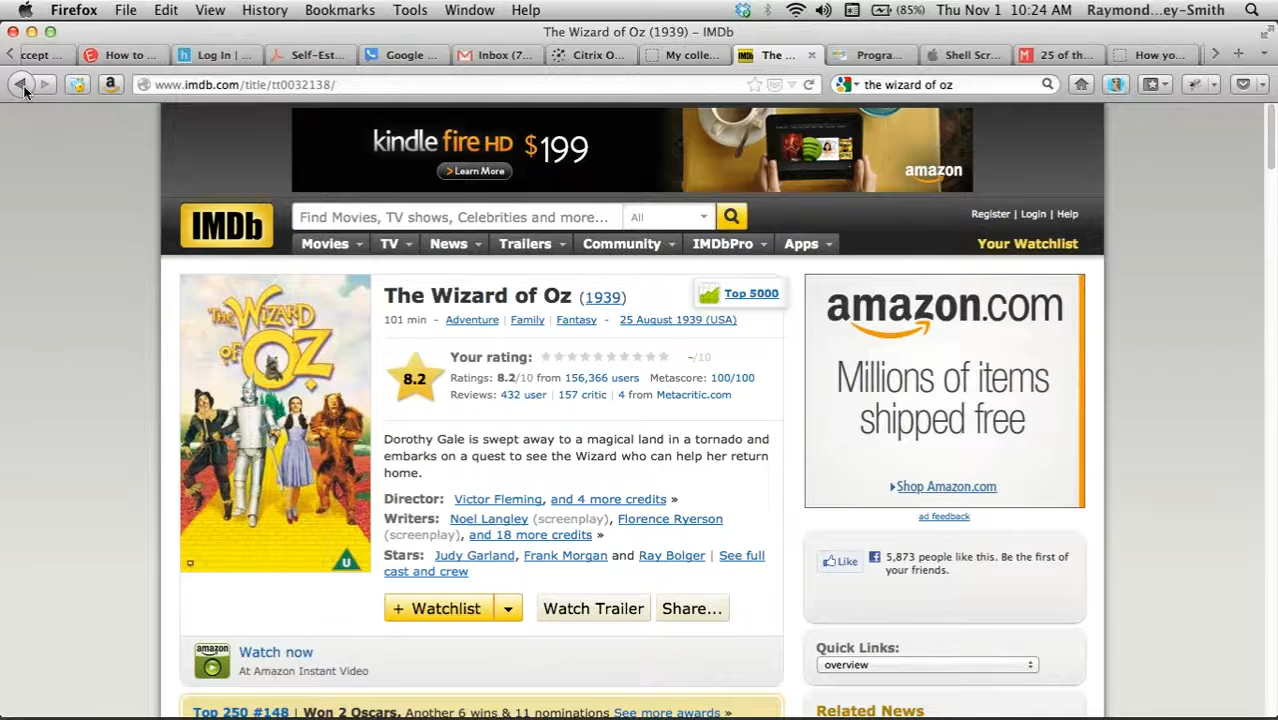 Firefox File Edit View History Bookmarks Tools Window Help (85%) Thu Nov 1 10:24 AM Raymond...ey-Smith
The Wizard of Oz (1939) – IMDb
ccept... How to ... Log In |... Self-Est... Google ... Inbox (7... Citrix O... My colle... The ... Progra... Shell Scr... 25 of th... How yo...
www.imdb.com/title/tt0032138/ the wizard of oz
kindle fire HD $199
>Learn More
amazon
IMDb Find Movies, TV shows, Celebrities and more... All Register | Login | Help
Movies TV News Trailers Community IMDbPro Apps Your Watchlist
The Wizard of Oz (1939) Top 5000
101 min - Adventure | Family | Fantasy - 25 August 1939 (USA)
8.2
Your rating: -/10
Ratings: 8.2/10 from 156,366 users Metascore: 100/100
Reviews: 432 user | 157 critic | 4 from Metacritic.com
Dorothy Gale is swept away to a magical land in a tornado and
embarks on a quest to see the Wizard who can help her return
home.
Director: Victor Fleming, and 4 more credits »
Writers: Noel Langley (screenplay), Florence Ryerson
(screenplay), and 18 more credits »
Stars: Judy Garland, Frank Morgan and Ray Bolger | See full
cast and crew
+ Watchlist Watch Trailer Share...
THE WIZARD
OF OZ
U
amazon
Watch now
At Amazon Instant Video
Top 250 #148 | Won 2 Oscars. Another 6 wins & 11 nominations See more awards »
amazon.com
Millions of items
shipped free
Shop Amazon.com
ad feedback
Like 5,873 people like this. Be the first of
your friends.
Quick Links:
overview
Related News